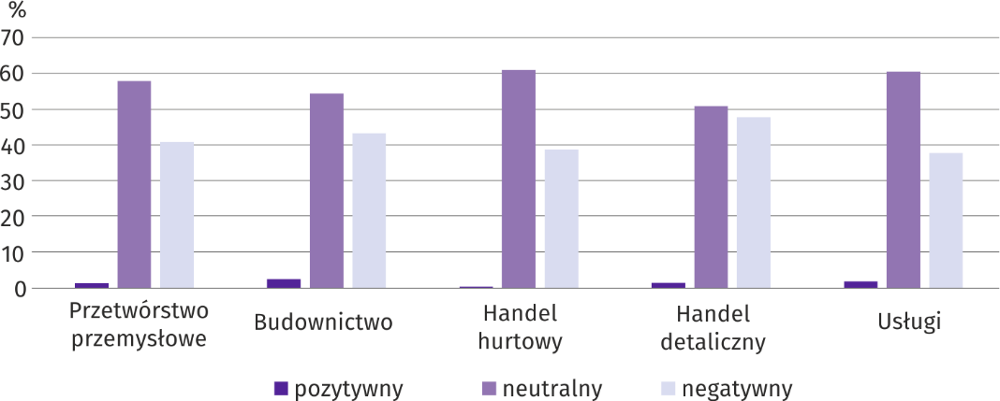 %
70
60
50
40
30
20
10
0
Przetwórstwo
przemysłowe
Budownictwo
Handel
hurtowy
Handel
detaliczny
Usługi
pozytywny neutralny negatywny